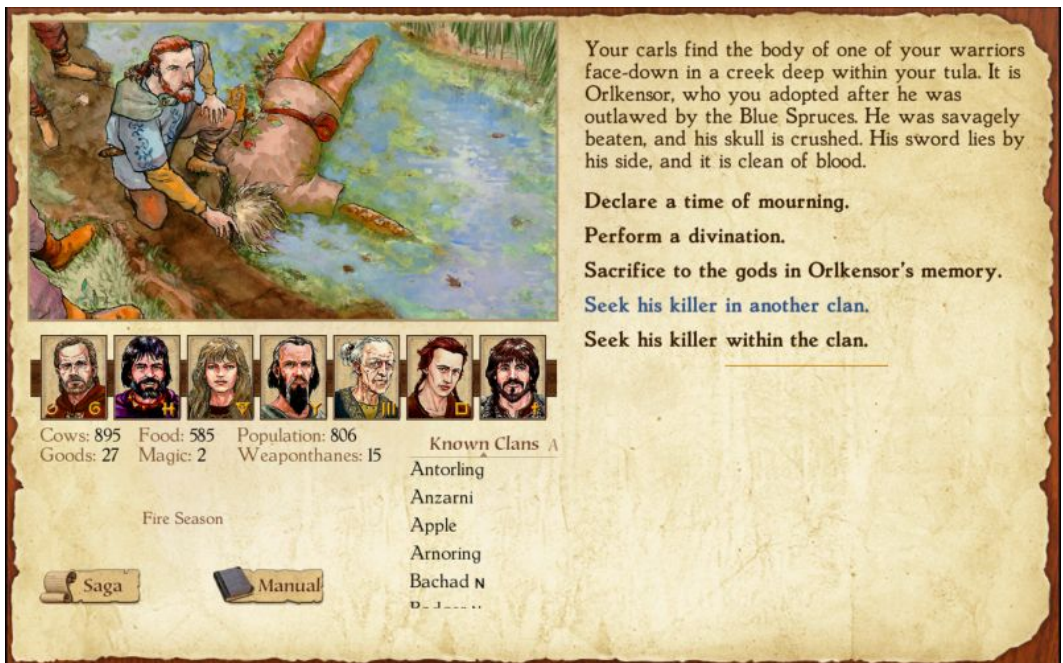 Your carls find the body of one of your warriors
face-down in a creek deep within your tula. It is
Orlkensor, who you adopted after he was
outlawed by the Blue Spruces. He was savagely
beaten, and his skull is crushed. His sword lies by
his side, and it is clean of blood.
Declare a time of mourning.
Perform a divination.
Sacrifice to the gods in Orlkensor's memory.
Seek his killer in another clan.
Seek his killer within the clan.
Cows: 895 Food: 585 Population: 806
Goods: 27 Magic: 2 Weaponthanes: 15
Known Clans A
Antorling
Anzarni
Apple
Arnoring
Bachad N
Fire Season
Saga
Manual